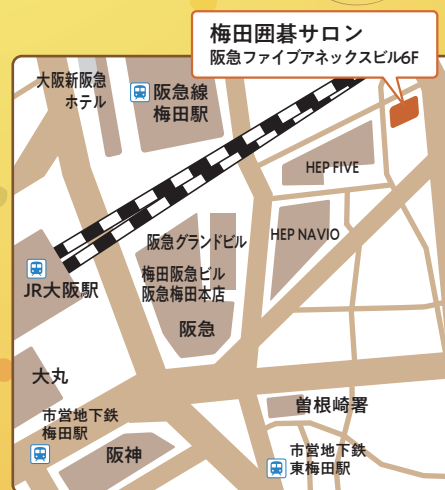 梅田囲碁サロン
阪急ファイブアネックスビル6F
大阪新阪急
ホテル
阪急線
梅田駅
HEP FIVE
阪急グランドビル
HEP NAVIO
梅田阪急ビル
阪急梅田本店
JR大阪駅
阪急
大丸
曽根崎署
市営地下鉄
梅田駅
阪神
市営地下鉄
東梅田駅